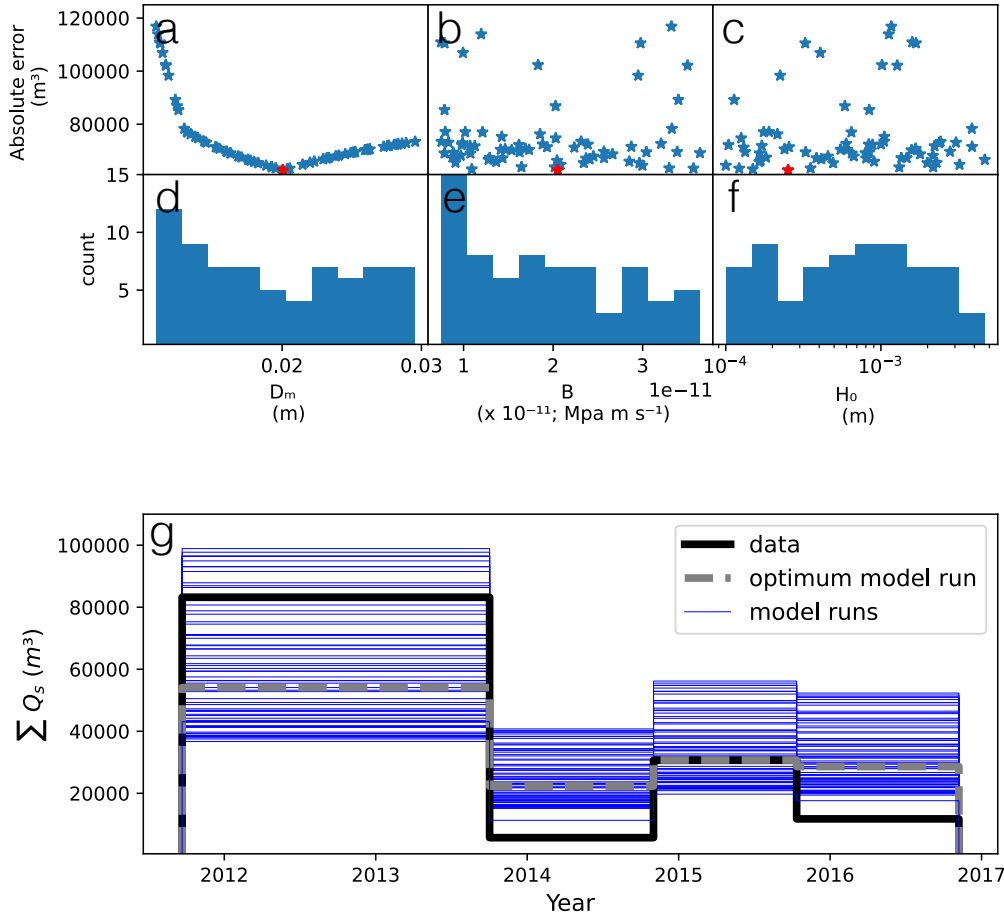 a b c
120000
100000
80000
Absolute error
(m³)
d e f
15
10
5
count
0.02 0.03
Dₘ
(m)
1 2 3
1e−11
B
(x 10⁻¹¹; Mpa m s⁻¹)
10⁻⁴ 10⁻³
H₀
(m)
g
100000
80000
60000
40000
20000
∑ Qₛ (m³)
data
optimum model run
model runs
2012 2013 2014 2015 2016 2017
Year